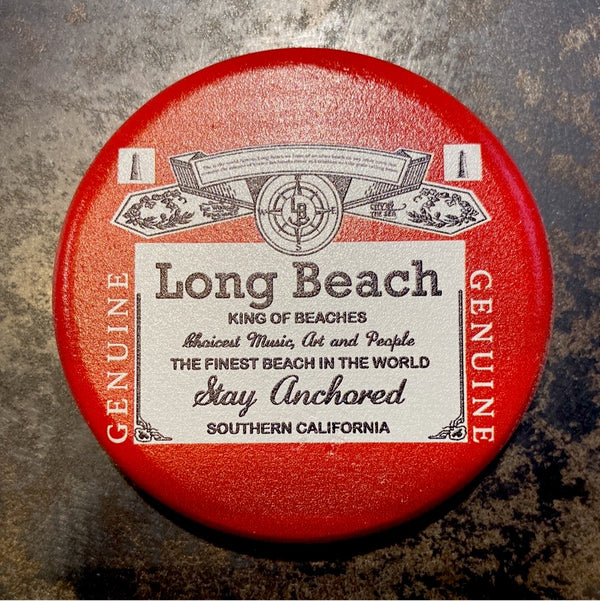 LB
GENUINE
Long Beach
KING OF BEACHES
Choicest Music, Art and People
THE FINEST BEACH IN THE WORLD
Stay Anchored
SOUTHERN CALIFORNIA
GENUINE